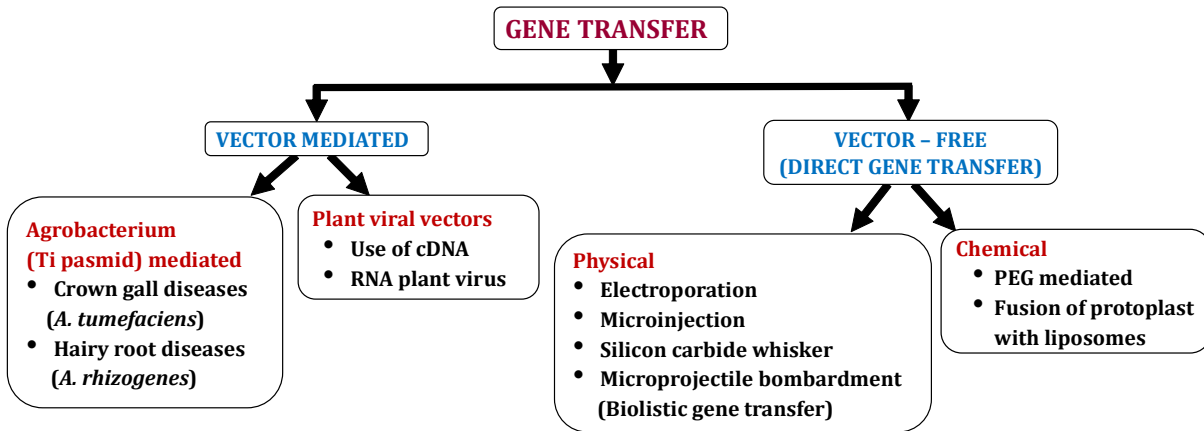 GENE TRANSFER
VECTOR MEDIATED
VECTOR – FREE
(DIRECT GENE TRANSFER)
Agrobacterium
(Ti pasmid) mediated
• Crown gall diseases
(A. tumefaciens)
• Hairy root diseases
(A. rhizogenes)
Plant viral vectors
• Use of cDNA
• RNA plant virus
Physical
• Electroporation
• Microinjection
• Silicon carbide whisker
• Microprojectile bombardment
(Biolistic gene transfer)
Chemical
• PEG mediated
• Fusion of protoplast
with liposomes